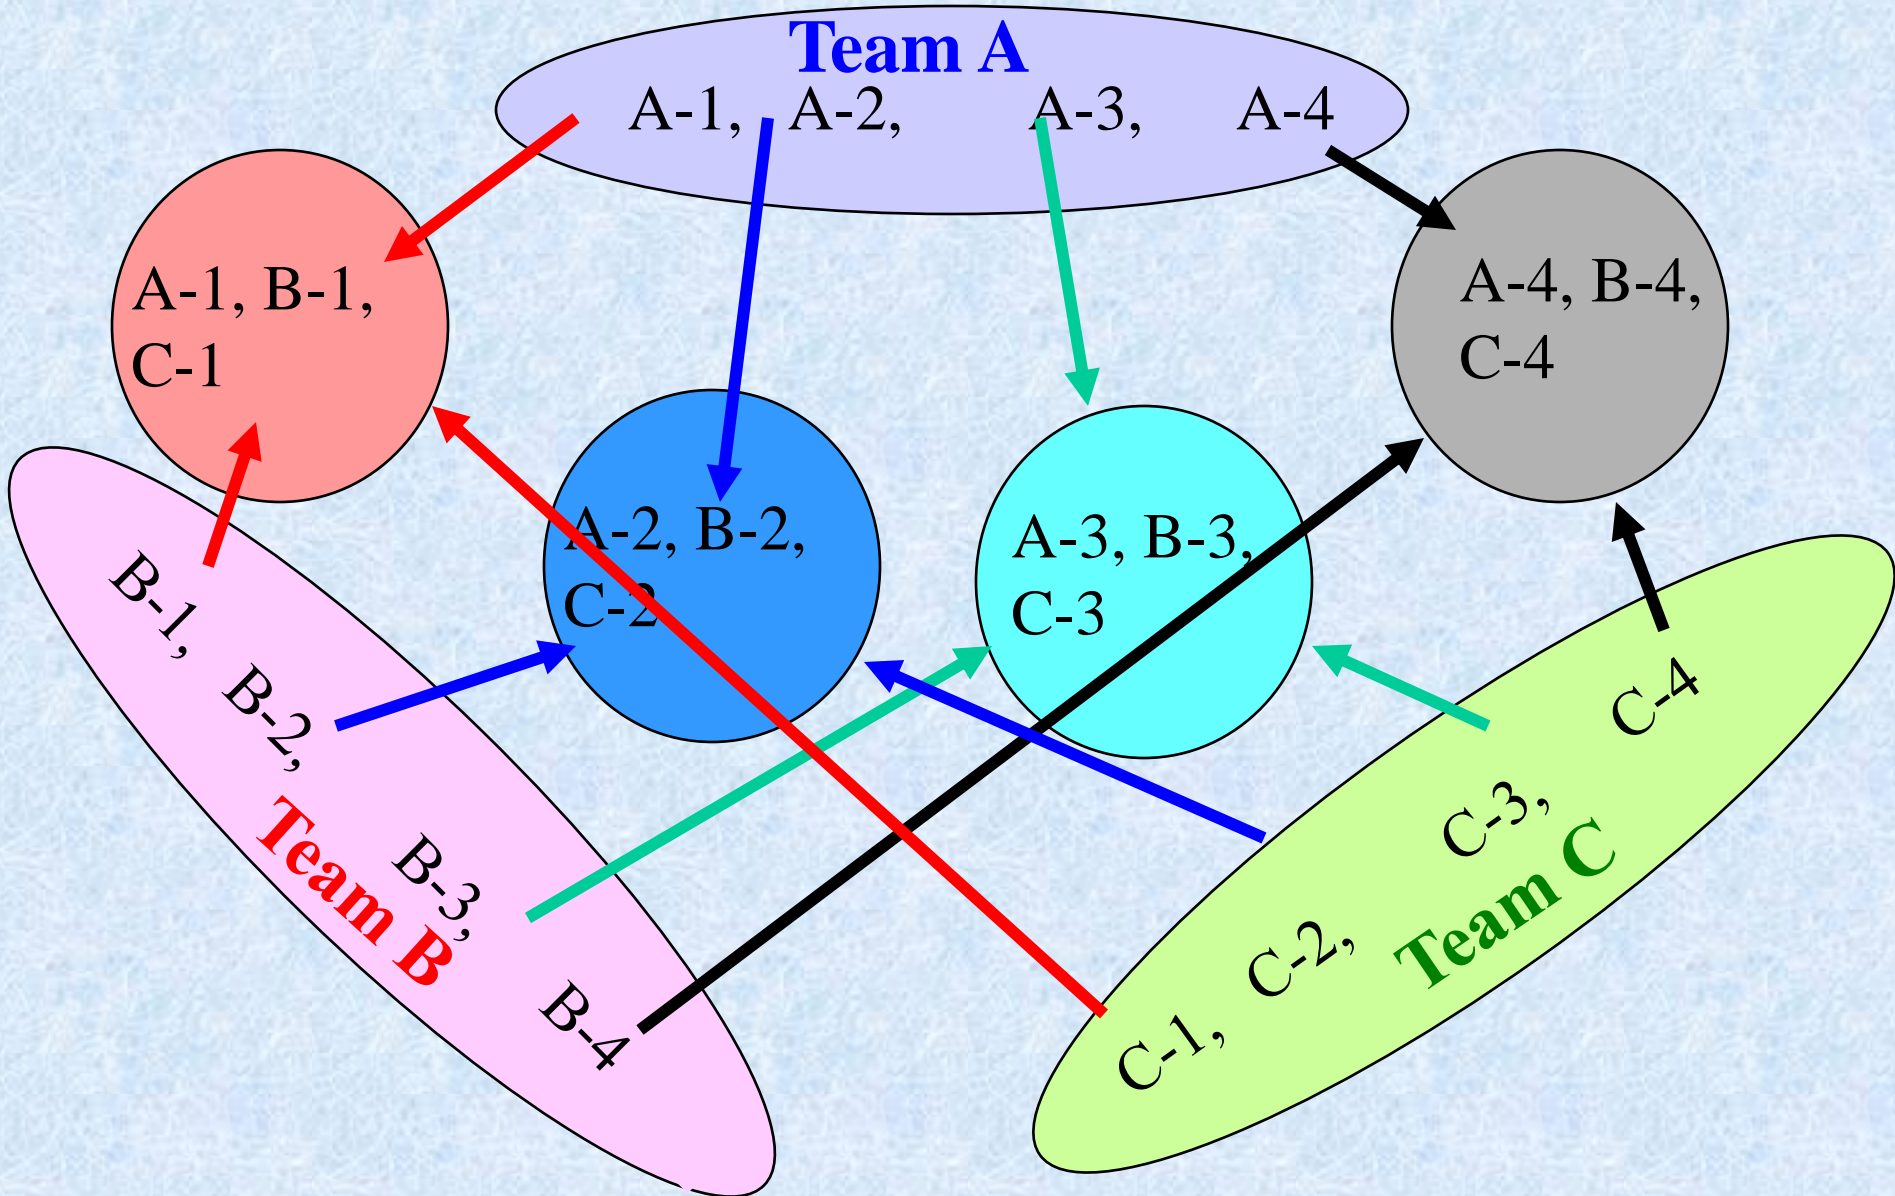 Team A
A-1, A-2, A-3, A-4
A-1, B-1,
C-1
A-4, B-4,
C-4
A-2, B-2,
C-2
A-3, B-3,
C-3
B-1, B-2, B-3, B-4
Team B
C-1, C-2, C-3, C-4
Team C